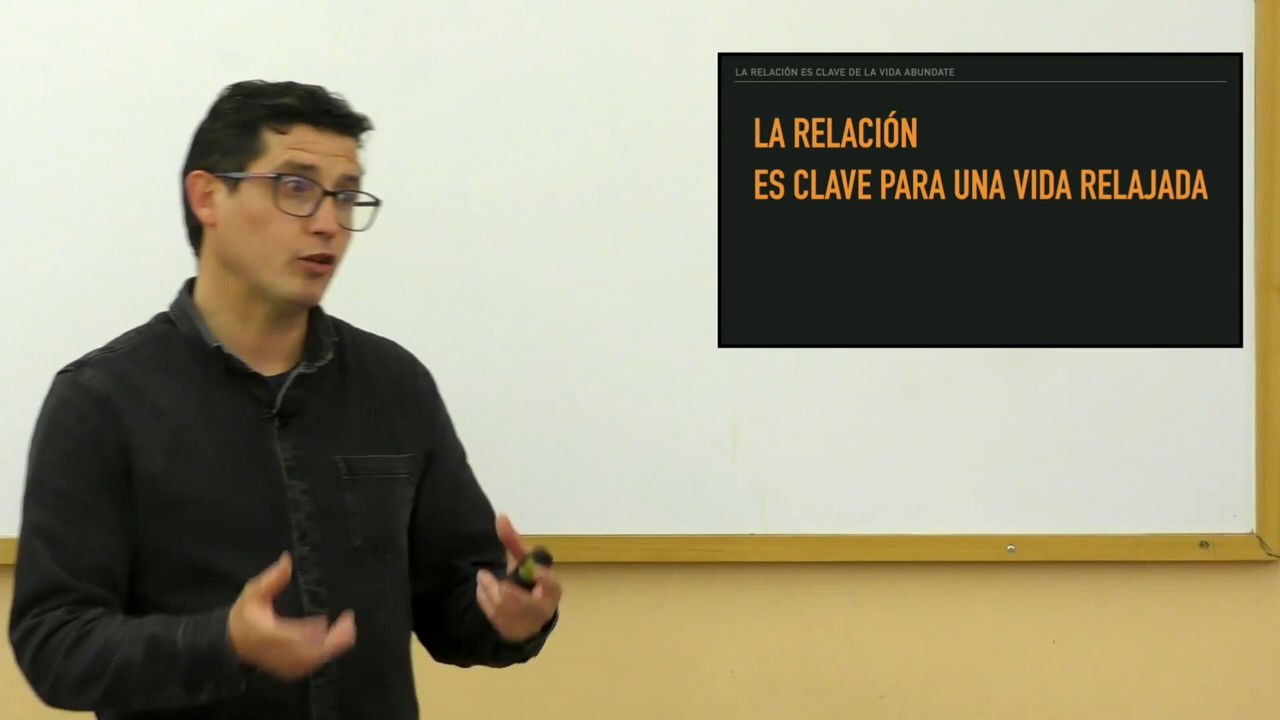 LA RELACIÓN ES CLAVE DE LA VIDA ABUNDATE
LA RELACIÓN
ES CLAVE PARA UNA VIDA RELAJADA